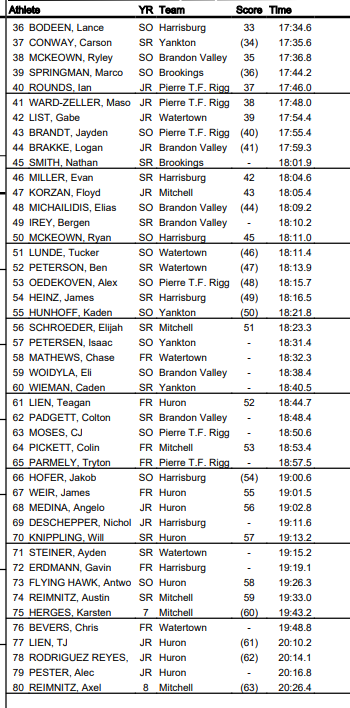 Athlete YR Team Score Time
36 BODEEN, Lance SO Harrisburg 33 17:34.6
37 CONWAY, Carson SR Yankton (34) 17:35.6
38 MCKEOWN, Ryley SO Brandon Valley 35 17:36.8
39 SPRINGMAN, Marco SO Brookings (36) 17:44.2
40 ROUNDS, Ian JR Pierre T.F. Rigg 37 17:46.0
41 WARD-ZELLER, Maso JR Pierre T.F. Rigg 38 17:48.0
42 LIST, Gabe JR Watertown 39 17:54.4
43 BRANDT, Jayden SO Pierre T.F. Rigg (40) 17:55.4
44 BRAKKE, Logan JR Brandon Valley (41) 17:59.3
45 SMITH, Nathan SR Brookings - 18:01.9
46 MILLER, Evan SR Harrisburg 42 18:04.6
47 KORZAN, Floyd JR Mitchell 43 18:05.4
48 MICHAILIDIS, Elias SO Brandon Valley (44) 18:09.2
49 IREY, Bergen SR Brandon Valley - 18:10.2
50 MCKEOWN, Ryan SO Harrisburg 45 18:11.0
51 LUNDE, Tucker SO Watertown (46) 18:11.4
52 PETERSON, Ben SR Watertown (47) 18:13.9
53 OEDEKOVEN, Alex SO Pierre T.F. Rigg (48) 18:15.7
54 HEINZ, James SR Harrisburg (49) 18:16.5
55 HUNHOFF, Kaden SO Yankton (50) 18:21.8
56 SCHROEDER, Elijah SR Mitchell 51 18:23.3
57 PETERSEN, Isaac SO Yankton - 18:31.4
58 MATHEWS, Chase FR Watertown - 18:32.3
59 WOIDYLA, Eli SO Brandon Valley - 18:38.4
60 WIEMAN, Caden SR Yankton - 18:40.5
61 LIEN, Teagan FR Huron 52 18:44.7
62 PADGETT, Colton SR Brandon Valley - 18:48.4
63 MOSES, CJ SO Pierre T.F. Rigg - 18:50.6
64 PICKETT, Colin FR Mitchell 53 18:53.4
65 PARMELY, Tryton FR Pierre T.F. Rigg - 18:57.5
66 HOFER, Jakob SO Harrisburg (54) 19:00.6
67 WEIR, James FR Huron 55 19:01.5
68 MEDINA, Angelo JR Huron 56 19:02.8
69 DESCHEPPER, Nichol JR Harrisburg - 19:11.6
70 KNIPPLING, Will SR Huron 57 19:13.2
71 STEINER, Ayden SR Watertown - 19:15.2
72 ERDMANN, Gavin FR Harrisburg - 19:19.1
73 FLYING HAWK, Antwo SO Huron 58 19:26.3
74 REIMNITZ, Austin SR Mitchell 59 19:33.0
75 HERGES, Karsten 7 Mitchell (60) 19:43.2
76 BEVERS, Chris FR Watertown - 19:48.8
77 LIEN, TJ JR Huron (61) 20:10.2
78 RODRIGUEZ REYES, JR Huron (62) 20:14.1
79 PESTER, Alec JR Huron - 20:16.8
80 REIMNITZ, Axel 8 Mitchell (63) 20:26.4